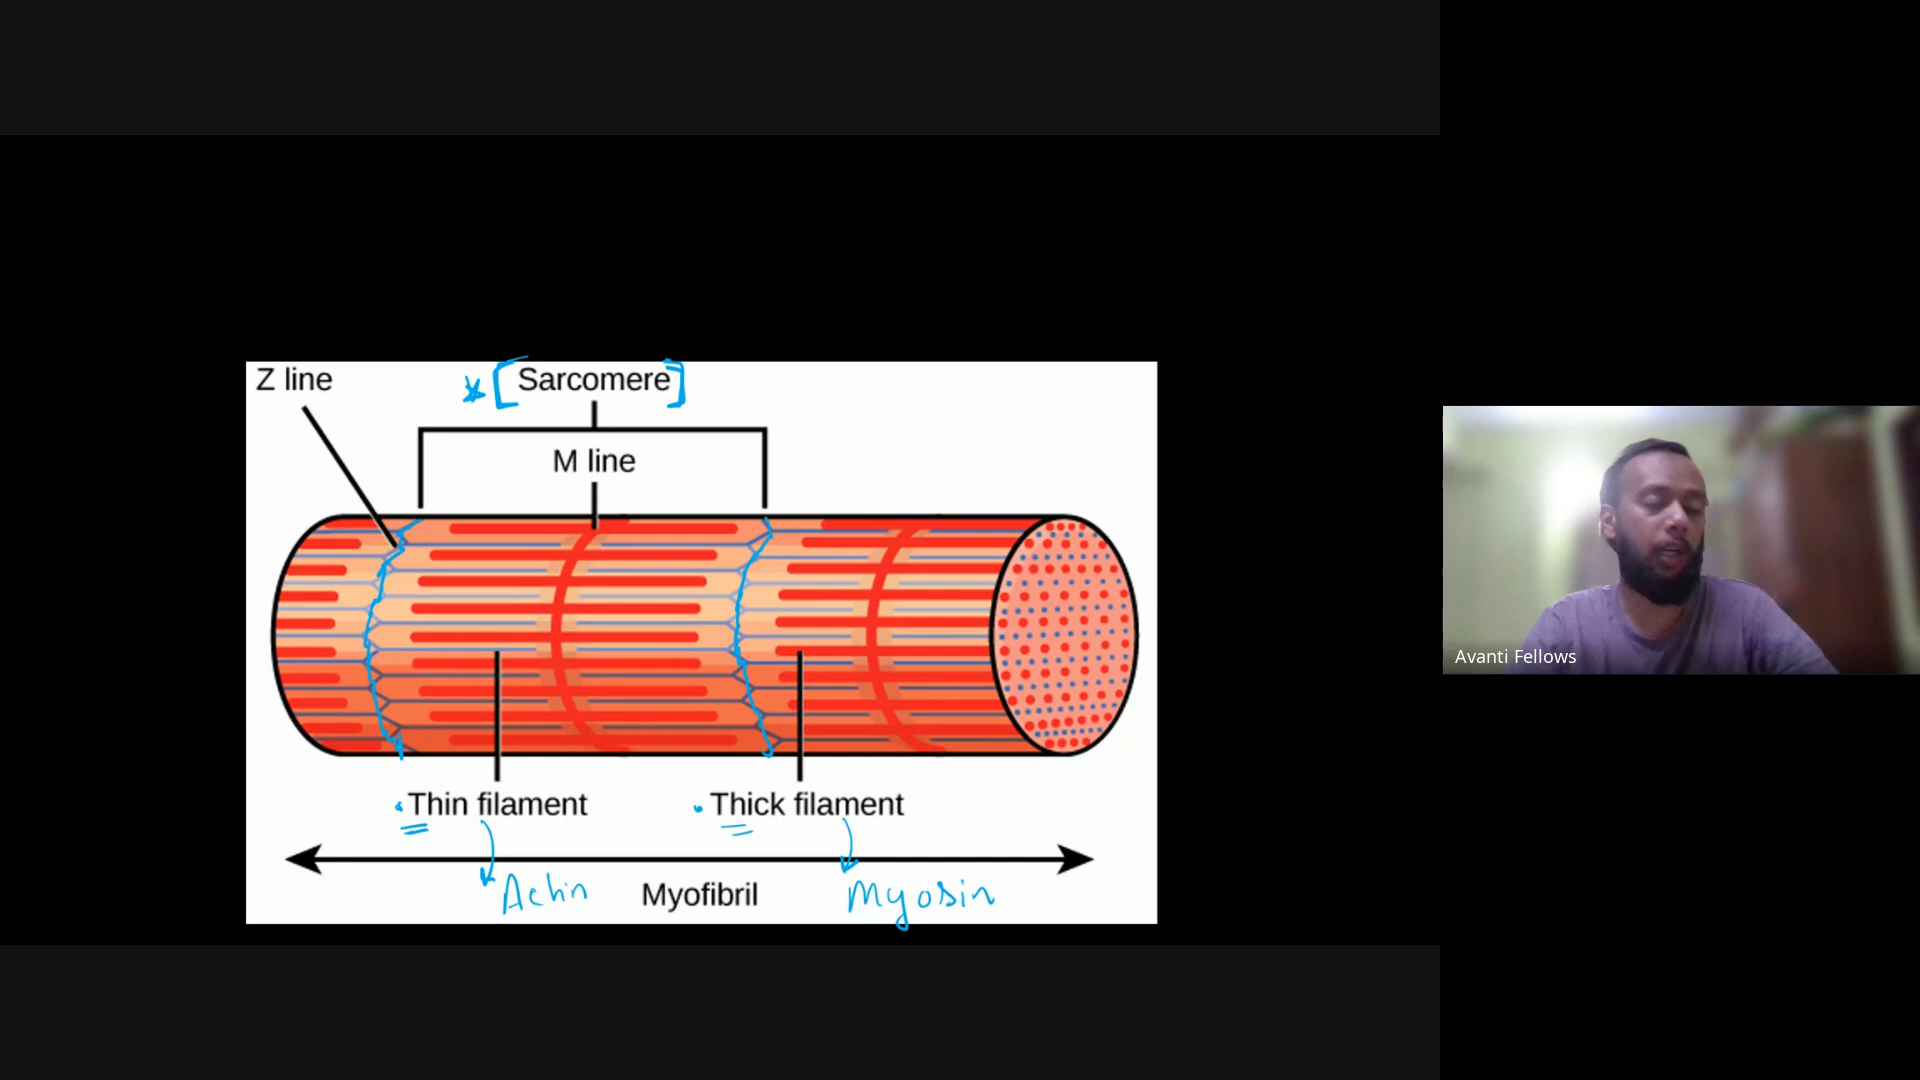 Z line
Sarcomere
M line
Thin filament
Thick filament
Actin
Myofibril
Myosin
Avanti Fellows